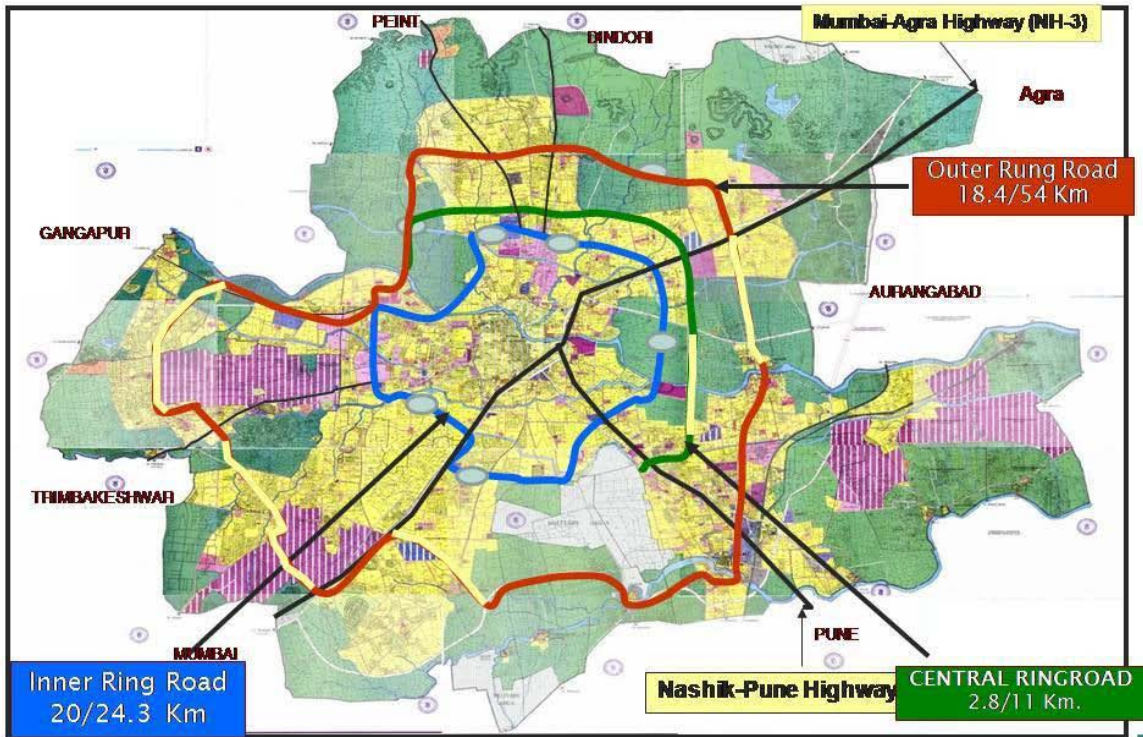 PEINT
DINDORI
Mumbai-Agra Highway (NH-3)
Agra
Outer Rung Road
18.4/54 Km
GANGAPUR
AURANGABAD
TRIMBAKESHWAR
MUMBAI
PUNE
Inner Ring Road
20/24.3 Km
Nashik-Pune Highway
CENTRAL RINGROAD
2.8/11 Km.